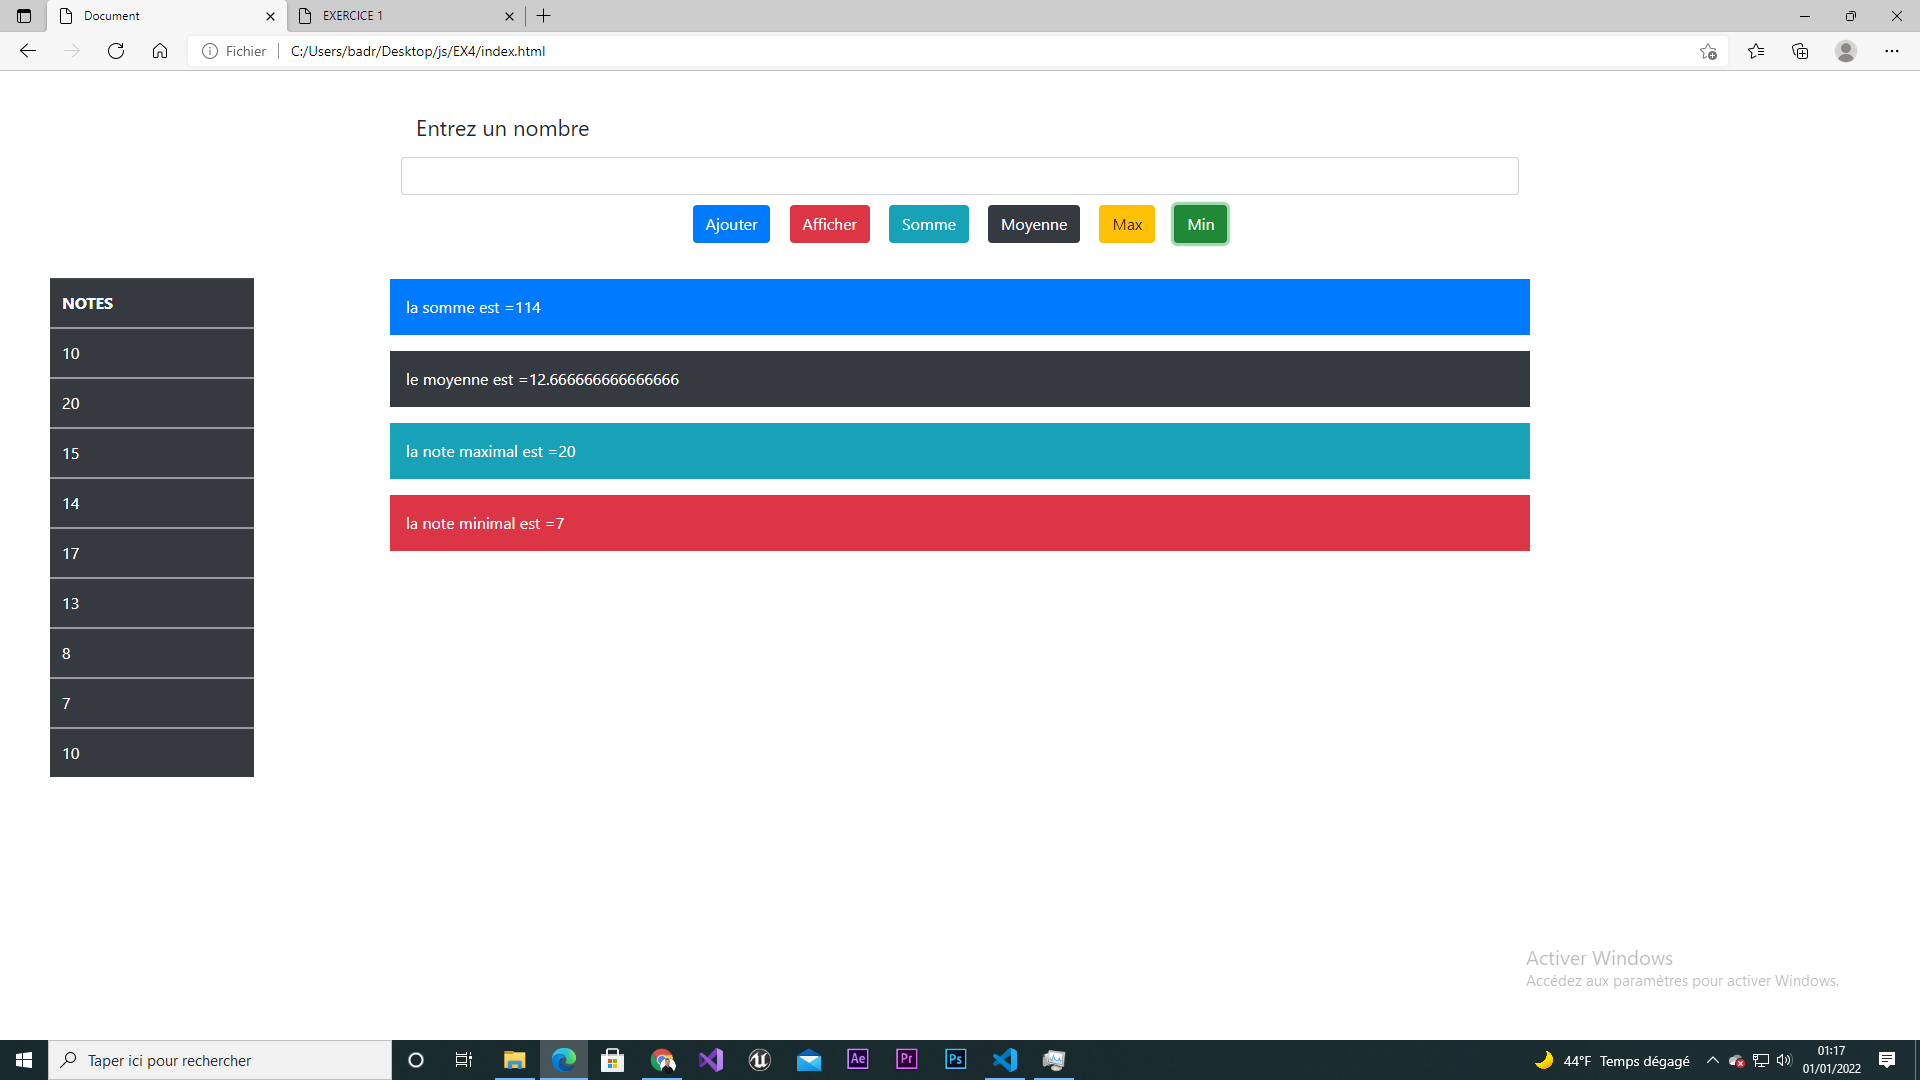 Document
EXERCICE 1
Fichier
C:/Users/badr/Desktop/js/EX4/index.html
Entrez un nombre
Ajouter
Afficher
Somme
Moyenne
Max
Min
NOTES
10
20
15
14
17
13
8
7
10
la somme est =114
le moyenne est =12.666666666666666
la note maximal est =20
la note minimal est =7
Activer Windows
Accédez aux paramètres pour activer Windows.
Taper ici pour rechercher
Ae
Pr
Ps
44°F Temps dégagé
01:17
01/01/2022